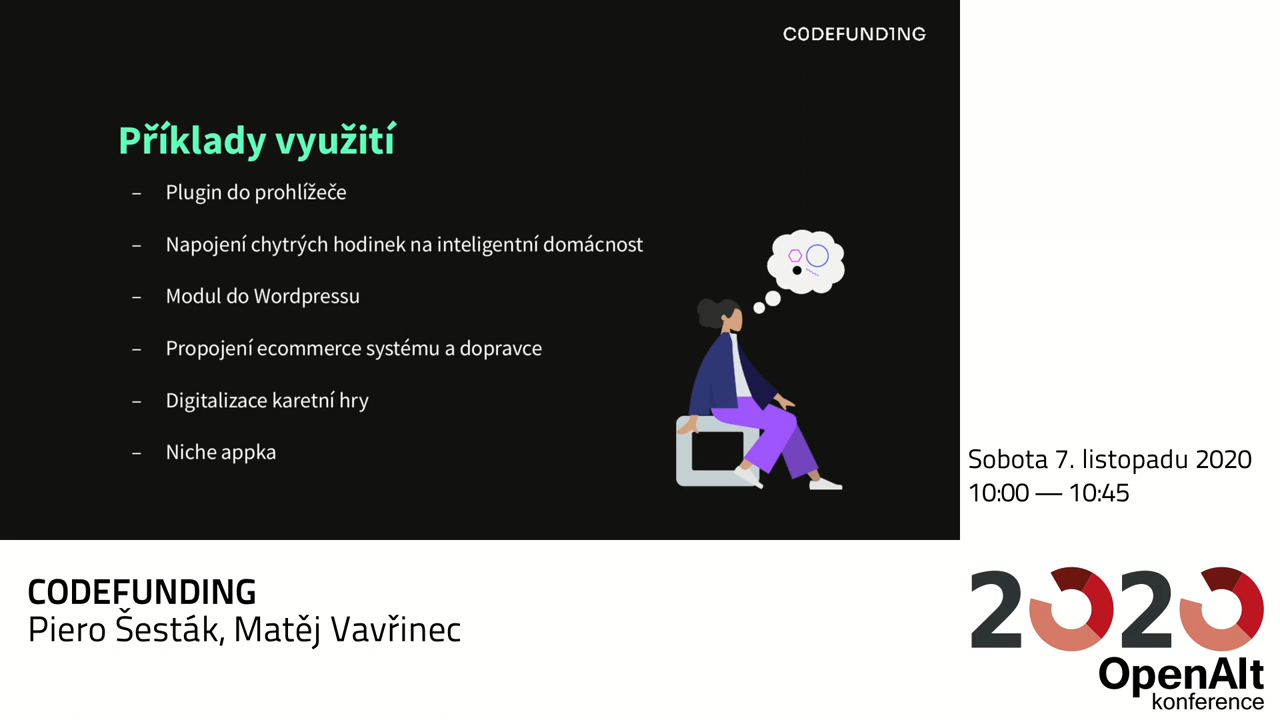 C0DEFUND1NG
Příklady využití
– Plugin do prohlížeče
– Napojení chytrých hodinek na inteligentní domácnost
– Modul do Wordpressu
– Propojení ecommerce systému a dopravce
– Digitalizace karetní hry
– Niche appka
Sobota 7. listopadu 2020
10:00 — 10:45
CODEFUNDING
Piero Šesták, Matěj Vavřinec
2020
OpenAlt
konference